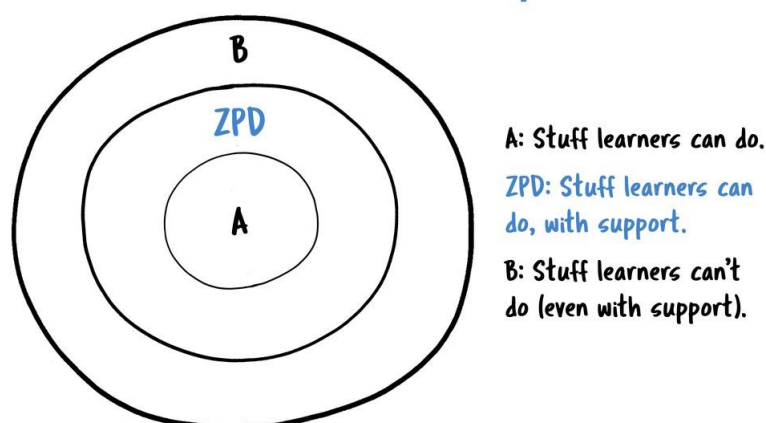 B
ZPD
A
A: Stuff learners can do.
ZPD: Stuff learners can
do, with support.
B: Stuff learners can't
do (even with support).